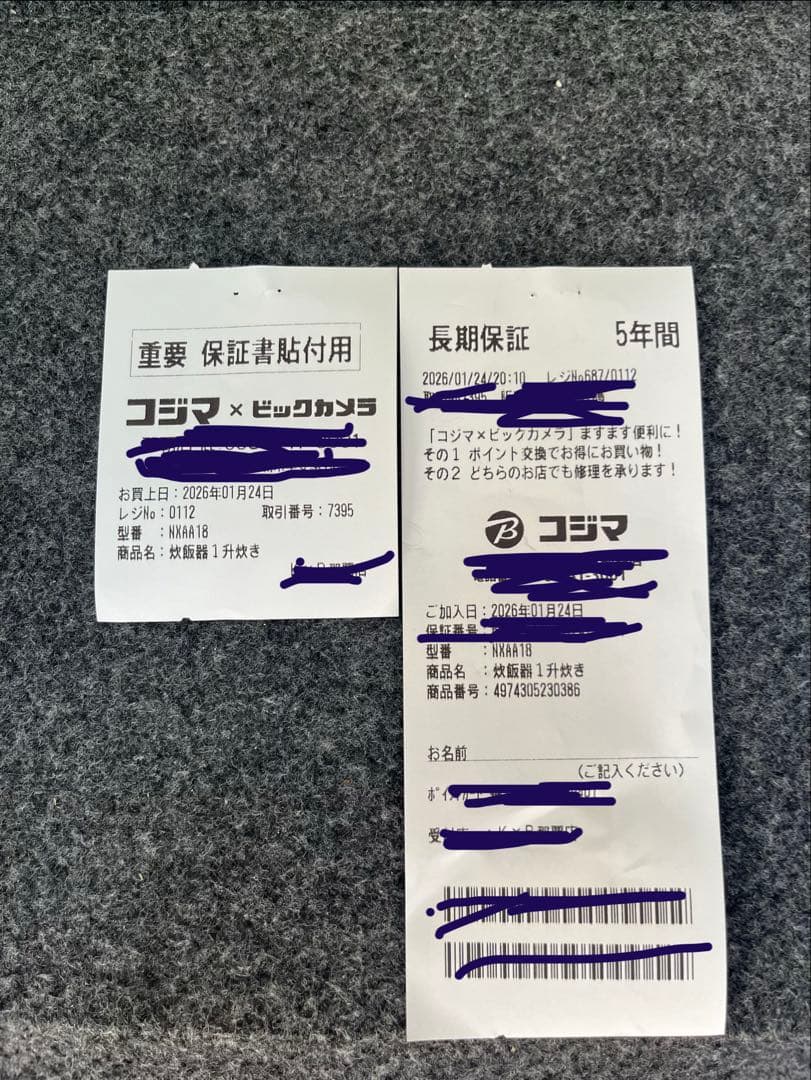 重要 保証書貼付用
コジマ×ビックカメラ
お買上日：2026年01月24日
レジNo：0112 取引番号：7395
型番 ：NXAA18
商品名：炊飯器１升炊き
長期保証 5年間
2026/01/24/20:10 レジNo687/0112
「コジマ×ビックカメラ」ますます便利に！
その１ ポイント交換でお得にお買い物！
その２ どちらのお店でも修理を承ります！
B コジマ
ご加入日：2026年01月24日
保証番号：
型番 ：NXAA18
商品名 ：炊飯器１升炊き
商品番号：4974305230386
お名前
(ご記入ください)